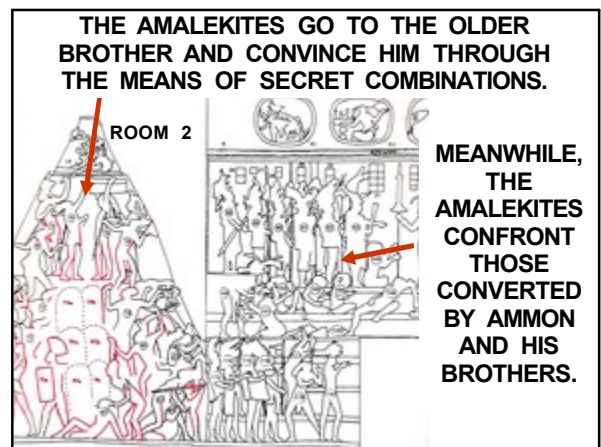 THE AMALEKITES GO TO THE OLDER
BROTHER AND CONVINCE HIM THROUGH
THE MEANS OF SECRET COMBINATIONS.
ROOM 2
MEANWHILE,
THE
AMALEKITES
CONFRONT
THOSE
CONVERTED
BY AMMON
AND HIS
BROTHERS.